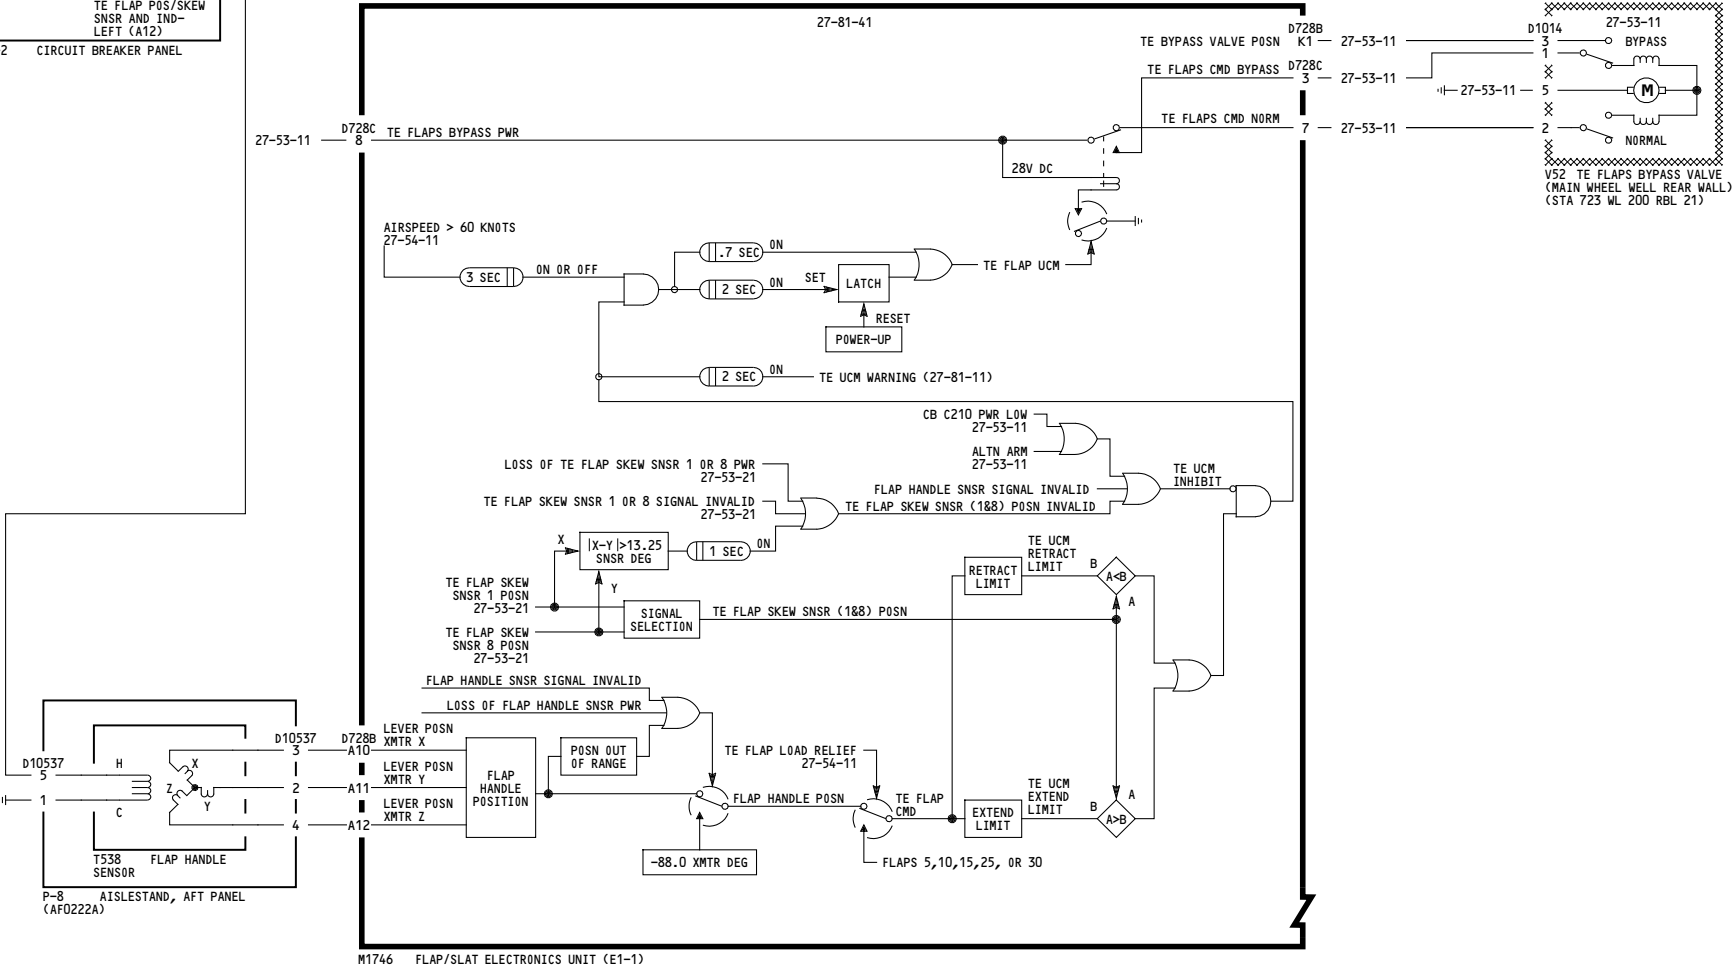 TE FLAP POS/SKEW
SNSR AND IND-
LEFT (A12)
2 CIRCUIT BREAKER PANEL
27-81-41
D728B
TE BYPASS VALVE POSN K1 27-53-11
D728C
TE FLAPS CMD BYPASS 3 27-53-11
TE FLAPS CMD NORM 7 27-53-11
D1014
27-53-11
3 BYPASS
1
27-53-11 5 M
2
NORMAL
V52 TE FLAPS BYPASS VALVE
(MAIN WHEEL WELL REAR WALL)
(STA 723 WL 200 RBL 21)
D728C
27-53-11 8 TE FLAPS BYPASS PWR
28V DC
AIRSPEED > 60 KNOTS
27-54-11
3 SEC ON OR OFF
.7 SEC ON
2 SEC ON SET LATCH
TE FLAP UCM
RESET
POWER-UP
2 SEC ON TE UCM WARNING (27-81-11)
CB C210 PWR LOW
27-53-11
ALTN ARM
27-53-11
LOSS OF TE FLAP SKEW SNSR 1 OR 8 PWR
27-53-21
TE FLAP SKEW SNSR 1 OR 8 SIGNAL INVALID
27-53-21
FLAP HANDLE SNSR SIGNAL INVALID
TE FLAP SKEW SNSR (1&8) POSN INVALID
TE UCM
INHIBIT
X |X-Y|>13.25
SNSR DEG
1 SEC ON
Y
TE FLAP SKEW
SNSR 1 POSN
27-53-21
TE FLAP SKEW
SNSR 8 POSN
27-53-21
SIGNAL
SELECTION
TE FLAP SKEW SNSR (1&8) POSN
RETRACT
LIMIT
TE UCM
RETRACT
LIMIT
B A<B
A
FLAP HANDLE SNSR SIGNAL INVALID
LOSS OF FLAP HANDLE SNSR PWR
POSN OUT
OF RANGE
TE FLAP LOAD RELIEF
27-54-11
FLAP HANDLE POSN
TE FLAP
CMD
EXTEND
LIMIT
TE UCM
EXTEND
LIMIT
A
B A>B
-88.0 XMTR DEG
FLAPS 5,10,15,25, OR 30
D10537
5
1
H
C
X
Z
Y
D10537
3
2
4
D728B
A10
A11
A12
LEVER POSN
XMTR X
LEVER POSN
XMTR Y
LEVER POSN
XMTR Z
FLAP
HANDLE
POSITION
T538 FLAP HANDLE
SENSOR
P-8 AISLESTAND, AFT PANEL
(AF0222A)
M1746 FLAP/SLAT ELECTRONICS UNIT (E1-1)